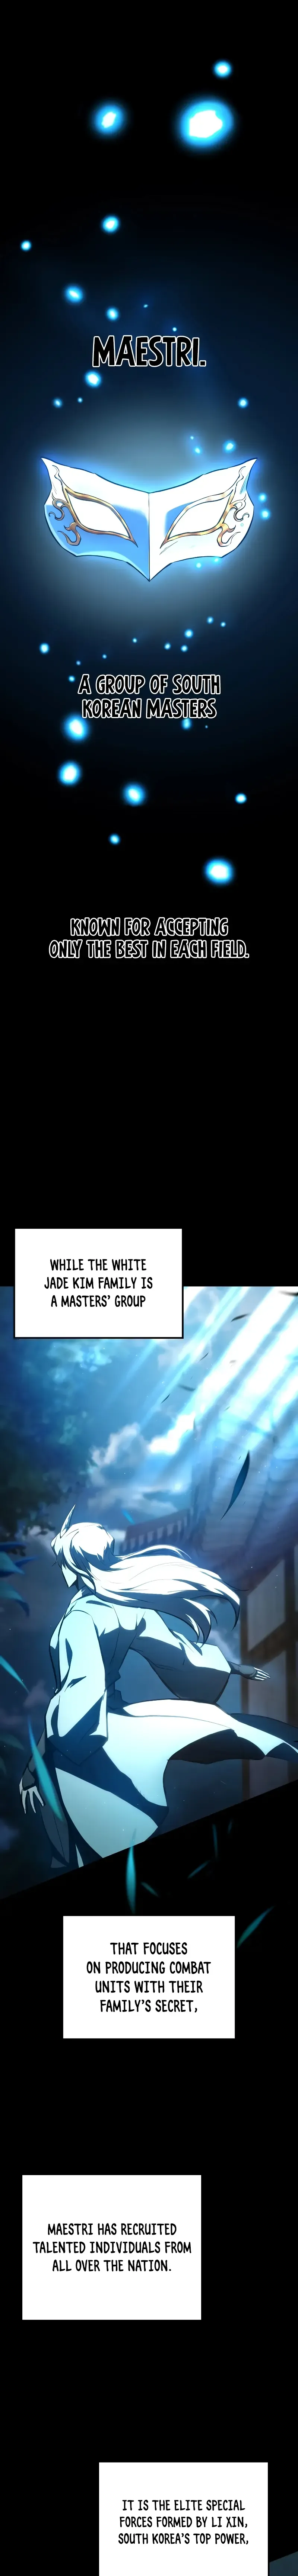 MAESTRI.
A GROUP OF SOUTH
KOREAN MASTERS
KNOWN FOR ACCEPTING
ONLY THE BEST IN EACH FIELD.
WHILE THE WHITE
JADE KIM FAMILY IS
A MASTERS' GROUP
THAT FOCUSES
ON PRODUCING COMBAT
UNITS WITH THEIR
FAMILY'S SECRET,
MAESTRI HAS RECRUITED
TALENTED INDIVIDUALS FROM
ALL OVER THE NATION.
IT IS THE ELITE SPECIAL
FORCES FORMED BY LI XIN,
SOUTH KOREA'S TOP POWER,